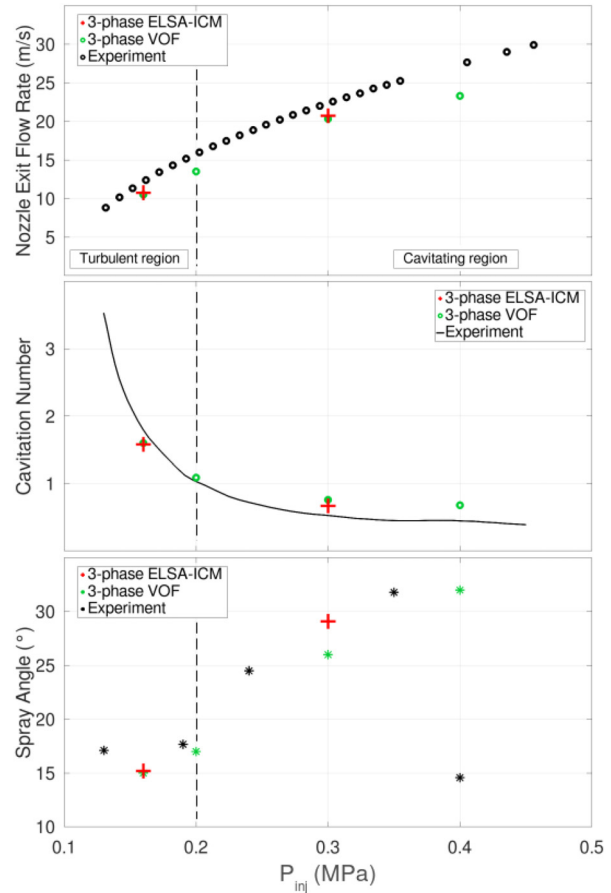 3-phase ELSA-ICM
3-phase VOF
Experiment
Nozzle Exit Flow Rate (m/s)
30
25
20
15
10
5
Turbulent region
Cavitating region
3-phase ELSA-ICM
3-phase VOF
Experiment
Cavitation Number
3
2
1
3-phase ELSA-ICM
3-phase VOF
Experiment
Spray Angle (°)
30
25
20
15
10
0.1 0.2 0.3 0.4 0.5
P_inj (MPa)